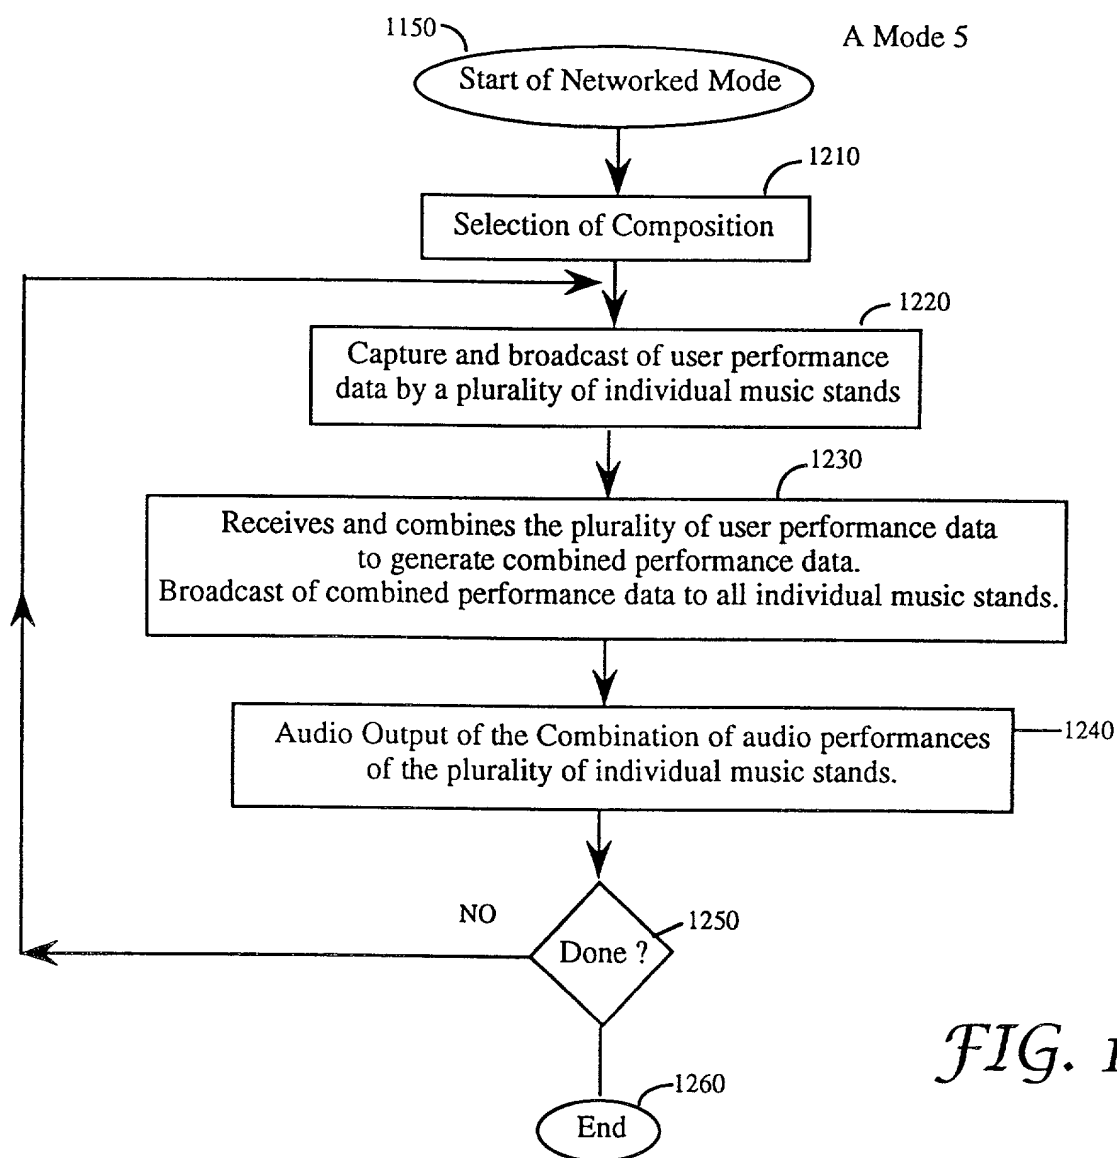 1150
A Mode 5
Start of Networked Mode
1210
Selection of Composition
1220
Capture and broadcast of user performance
data by a plurality of individual music stands
1230
Receives and combines the plurality of user performance data
to generate combined performance data.
Broadcast of combined performance data to all individual music stands.
Audio Output of the Combination of audio performances
of the plurality of individual music stands.
1240
NO
1250
Done ?
FIG.
1260
End